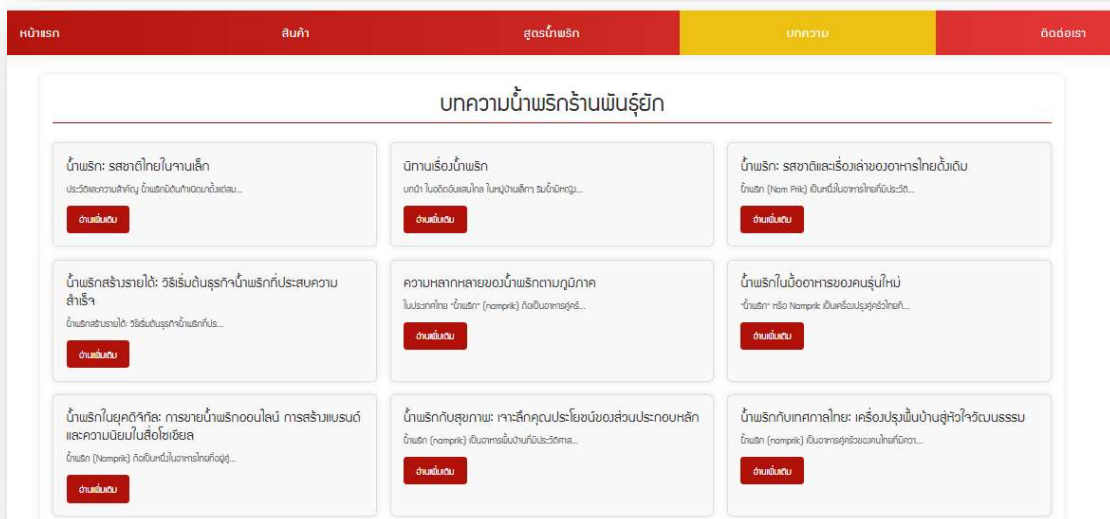 หน้าแรก
สินค้า
สูตรน้ำพริก
บทความ
ติดต่อเรา
บทความน้ำพริกร้านพันธุ์ยัก
น้ำพริก: รสชาติไทยในจานเล็ก
ประวัติและความสำคัญ น้ำพริกมีต้นกำเนิดมาตั้งแต่สม...
อ่านเพิ่มเติม
นิทานเรื่องน้ำพริก
บทนำ ในอดีตอันแสนไกล ในหมู่บ้านเล็กๆ ริมน้ำมีหญิง...
อ่านเพิ่มเติม
น้ำพริก: รสชาติและเรื่องเล่าของอาหารไทยดั้งเดิม
น้ำพริก (Nam Prik) เป็นหนึ่งในอาหารไทยที่มีประวัติ...
อ่านเพิ่มเติม
น้ำพริกสร้างรายได้: วิธีเริ่มต้นธุรกิจน้ำพริกที่ประสบความ
สำเร็จ
น้ำพริกสร้างรายได้: วิธีเริ่มต้นธุรกิจน้ำพริกที่ปร...
อ่านเพิ่มเติม
ความหลากหลายของน้ำพริกตามภูมิภาค
ในประเทศไทย "น้ำพริก" (namprik) ถือเป็นอาหารคู่ครั...
อ่านเพิ่มเติม
น้ำพริกในมื้ออาหารของคนรุ่นใหม่
"น้ำพริก" หรือ Namprik เป็นเครื่องปรุงคู่ครัวไทยที่...
อ่านเพิ่มเติม
น้ำพริกในยุคดิจิทัล: การขายน้ำพริกออนไลน์ การสร้างแบรนด์
และความนิยมในสื่อโซเชียล
น้ำพริก (Namprik) ถือเป็นหนึ่งในอาหารไทยที่อยู่คู่...
อ่านเพิ่มเติม
น้ำพริกกับสุขภาพ: เจาะลึกคุณประโยชน์ของส่วนประกอบหลัก
น้ำพริก (namprik) เป็นอาหารพื้นบ้านที่มีประวัติศาส...
อ่านเพิ่มเติม
น้ำพริกกับเทศกาลไทย: เครื่องปรุงพื้นบ้านสู่หัวใจวัฒนธรรม
น้ำพริก (namprik) เป็นอาหารคู่ครัวของคนไทยที่มีควา...
อ่านเพิ่มเติม